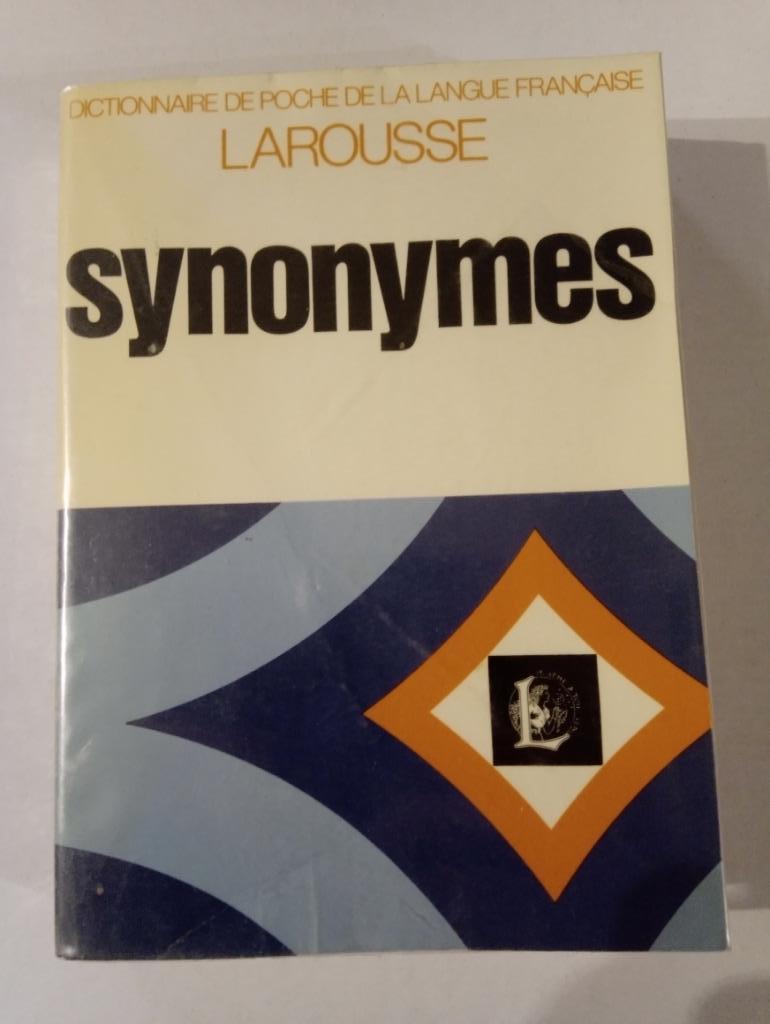 DICTIONNAIRE DE POCHE DE LA LANGUE FRANÇAISE
LAROUSSE
synonymes
L